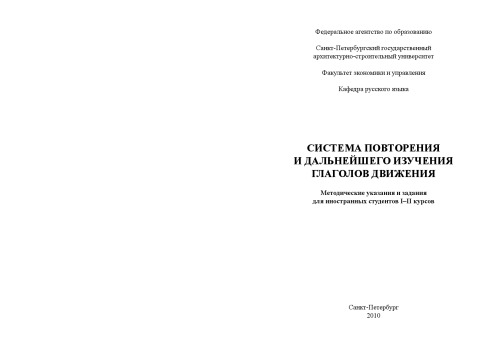 Федеральное агентство по образованию
Санкт-Петербургский государственный
архитектурно-строительный университет
Факультет экономики и управления
Кафедра русского языка
СИСТЕМА ПОВТОРЕНИЯ
И ДАЛЬНЕЙШЕГО ИЗУЧЕНИЯ
ГЛАГОЛОВ ДВИЖЕНИЯ
Методические указания и задания
для иностранных студентов I–II курсов
Санкт-Петербург
2010